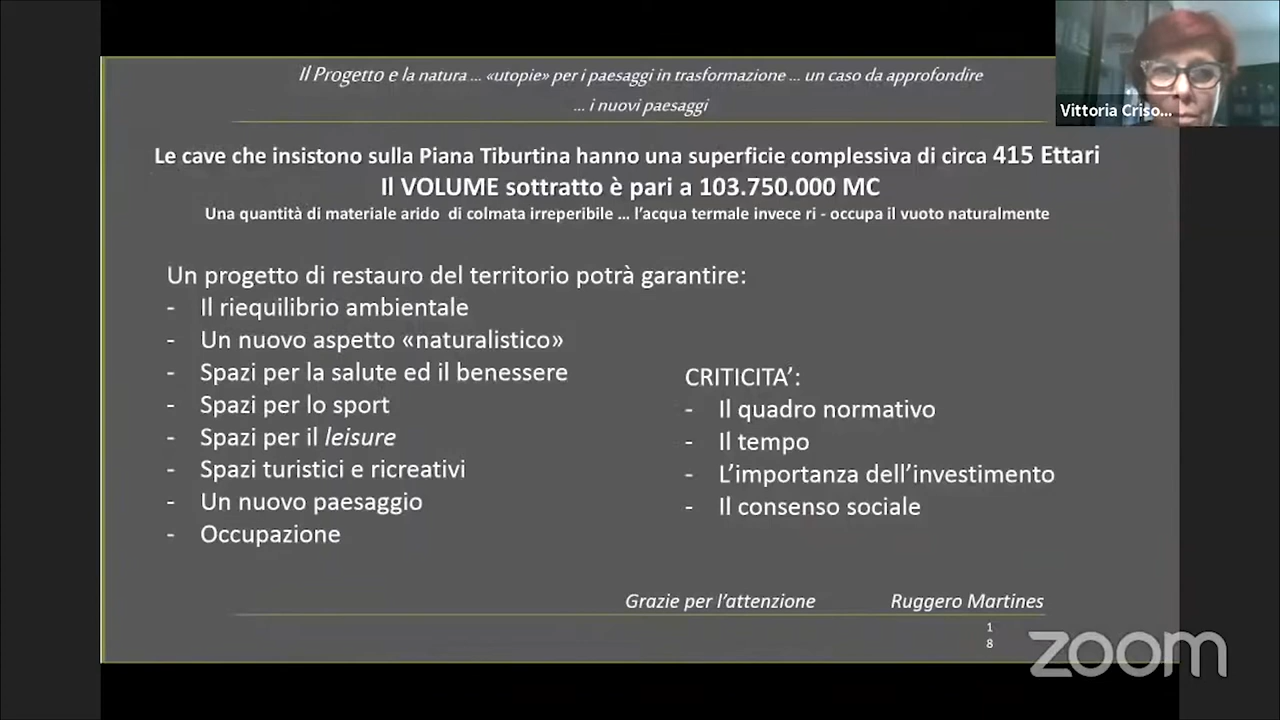 Il Progetto e la natura ... «utopie» per i paesaggi in trasformazione ... un caso da approfondire
... i nuovi paesaggi
Vittoria Criso...
Le cave che insistono sulla Piana Tiburtina hanno una superficie complessiva di circa 415 Ettari
Il VOLUME sottratto è pari a 103.750.000 MC
Una quantità di materiale arido di colmata irreperibile ... l'acqua termale invece ri - occupa il vuoto naturalmente
Un progetto di restauro del territorio potrà garantire:
- Il riequilibrio ambientale
- Un nuovo aspetto «naturalistico»
- Spazi per la salute ed il benessere
- Spazi per lo sport
- Spazi per il leisure
- Spazi turistici e ricreativi
- Un nuovo paesaggio
- Occupazione
CRITICITA':
- Il quadro normativo
- Il tempo
- L'importanza dell'investimento
- Il consenso sociale
Grazie per l'attenzione Ruggero Martines
1
8
zoom